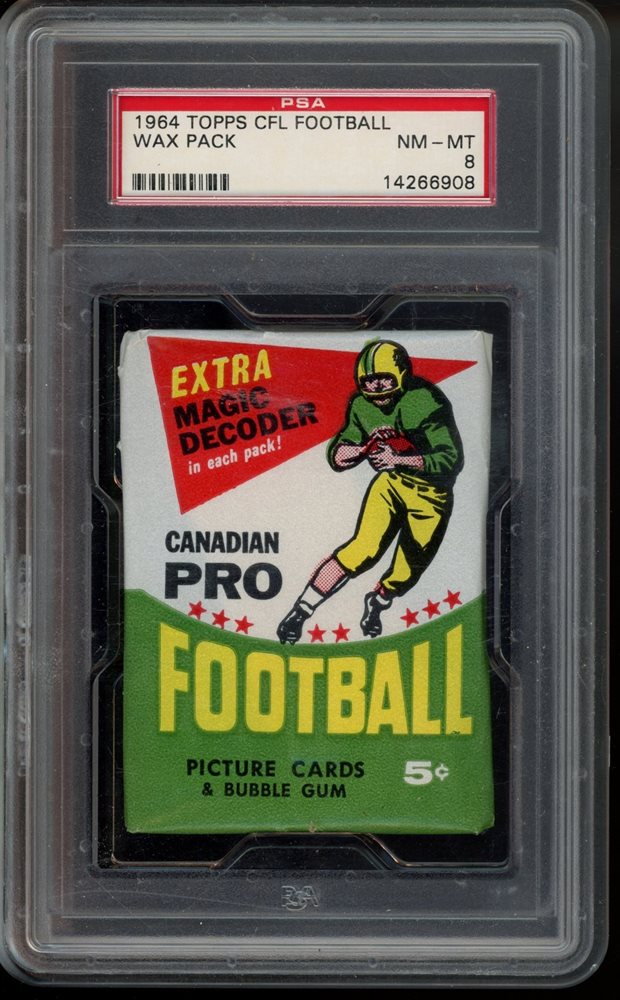 PSA
1964 TOPPS CFL FOOTBALL
WAX PACK NM-MT
8
14266908
EXTRA
MAGIC
DECODER
in each pack!
CANADIAN
PRO
FOOTBALL
PICTURE CARDS 5¢
& BUBBLE GUM
PSA